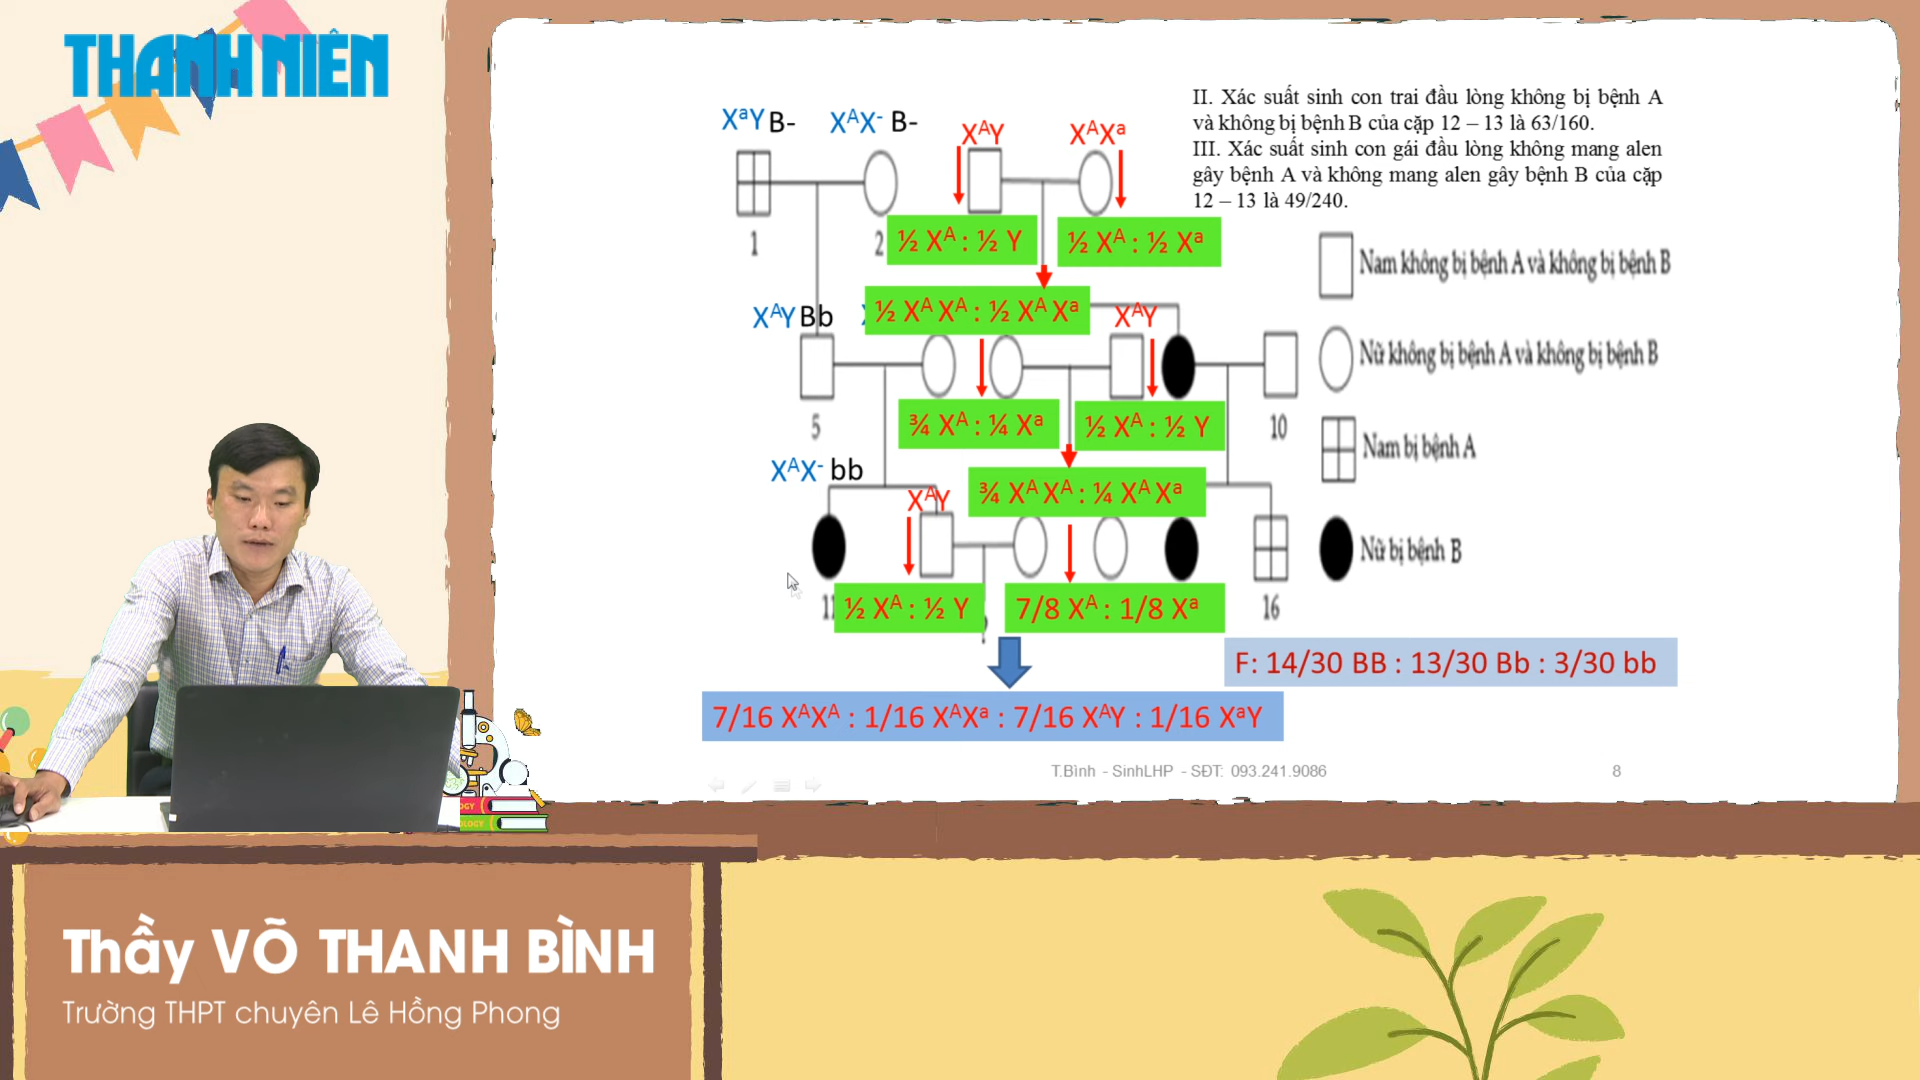 THANH NIÊN
II. Xác suất sinh con trai đầu lòng không bị bệnh A
và không bị bệnh B của cặp 12 – 13 là 63/160.
III. Xác suất sinh con gái đầu lòng không mang alen
gây bệnh A và không mang alen gây bệnh B của cặp
12 – 13 là 49/240.
XᵃY B-
XᴬX⁻ B-
XᴬY
XᴬXᵃ
1
2
½ Xᴬ : ½ Y
½ Xᴬ : ½ Xᵃ
Nam không bị bệnh A và không bị bệnh B
XᴬY Bb
½ Xᴬ Xᴬ : ½ Xᴬ Xᵃ
XᴬY
Nữ không bị bệnh A và không bị bệnh B
5
¾ Xᴬ : ¼ Xᵃ
½ Xᴬ : ½ Y
10
Nam bị bệnh A
XᴬX⁻ bb
XᴬY
¾ Xᴬ Xᴬ : ¼ Xᴬ Xᵃ
Nữ bị bệnh B
½ Xᴬ : ½ Y
7/8 Xᴬ : 1/8 Xᵃ
16
F: 14/30 BB : 13/30 Bb : 3/30 bb
7/16 XᴬXᴬ : 1/16 XᴬXᵃ : 7/16 XᴬY : 1/16 XᵃY
T.Bình - SinhLHP - SĐT: 093.241.9086
8
Thầy VÕ THANH BÌNH
Trường THPT chuyên Lê Hồng Phong